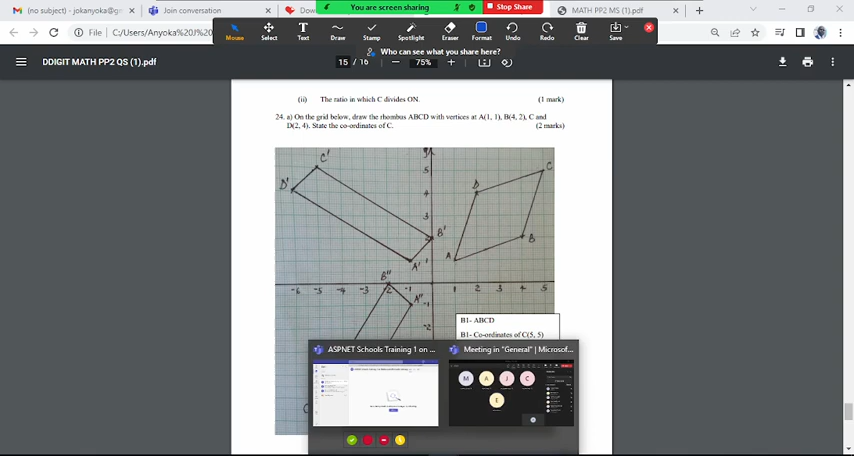 (no subject) - jokanyoka@g
Join conversation
Dow
You are screen sharing
Stop Share
MATH PP2 MS (1).pdf
File
C:/Users/Anyoka%20J%20
Mouse
Select
Text
Draw
Stamp
Spotlight
Eraser
Format
Undo
Redo
Clear
Save
Who can see what you share here?
DDIGIT MATH PP2 QS (1).pdf
15 / 16
75%
(ii) The ratio in which C divides ON. (1 mark)
24. a) On the grid below, draw the rhombus ABCD with vertices at A(1, 1), B(4, 2), C and
D(2, 4). State the co-ordinates of C. (2 marks)
C'
y
5
C
D'
4
D
3
B'
2
B
A'
1
A
B"
-6 -5 -4 -3 -2 -1 1 2 3 4 5
A"
-1
-2
B1- ABCD
B1- Co-ordinates of C(5, 5)
ASPNET Schools Training 1 on ...
Meeting in "General" | Microsof...
M A J C
E